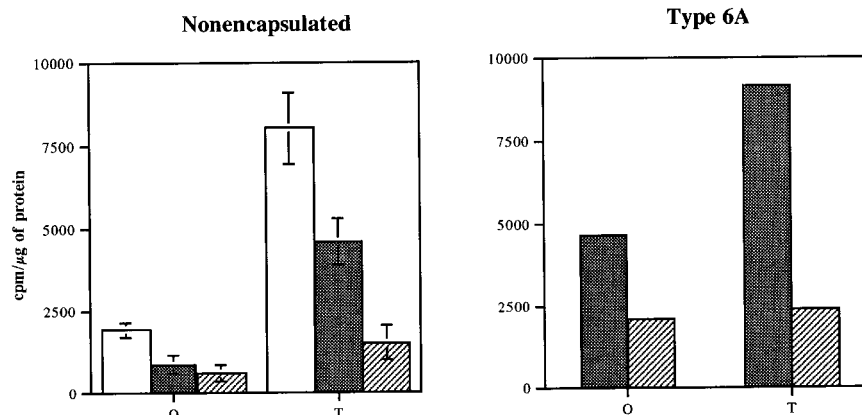 Nonencapsulated
Type 6A
cpm/µg of protein
10000
7500
5000
2500
0
O
T
10000
7500
5000
2500
0
O
T